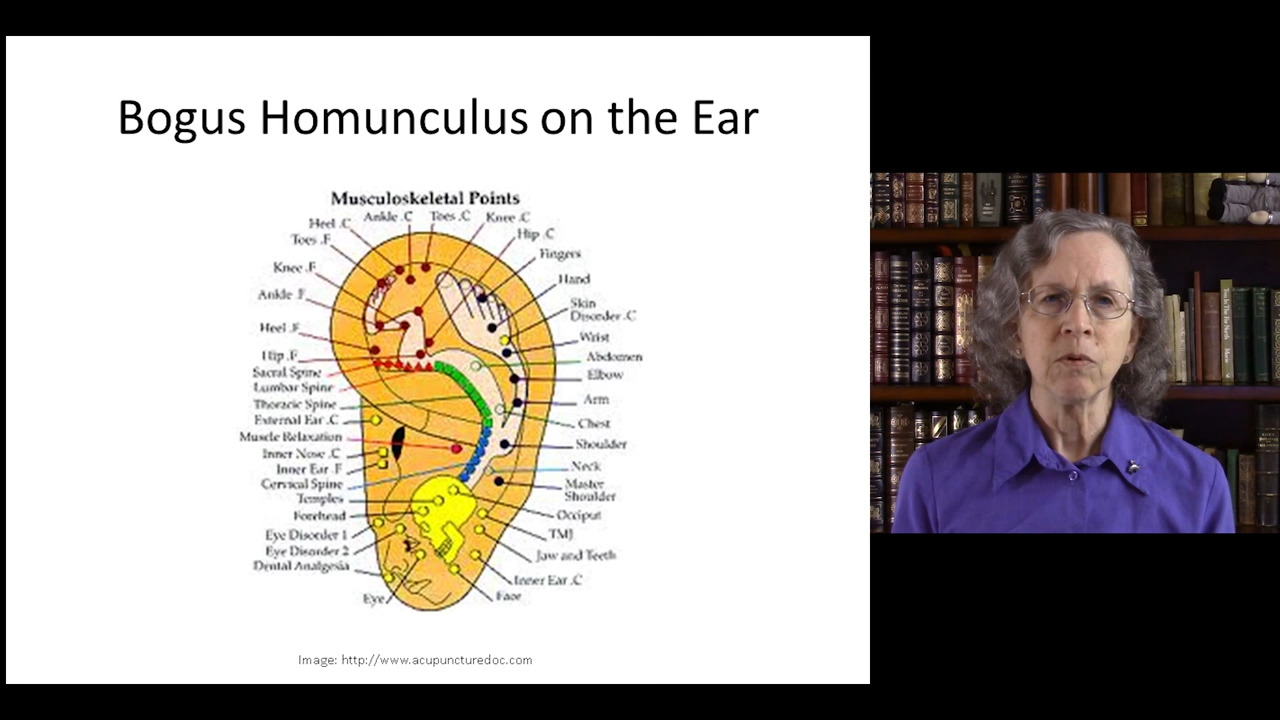 Bogus Homunculus on the Ear
Musculoskeletal Points
Heel .C
Ankle .C
Toes .C
Knee .C
Toes .F
Hip .C
Knee .F
Fingers
Ankle .F
Hand
Heel .F
Skin
Disorder .C
Hip .F
Wrist
Sacral Spine
Abdomen
Lumbar Spine
Elbow
Thoracic Spine
Arm
External Ear .C
Chest
Muscle Relaxation
Shoulder
Inner Nose .C
Inner Ear .F
Neck
Cervical Spine
Master
Shoulder
Temples
Forehead
Occiput
Eye Disorder 1
TMJ
Eye Disorder 2
Jaw and Teeth
Dental Analgesia
Inner Ear .C
Eye
Face
Image: http://www.acupuncturedoc.com